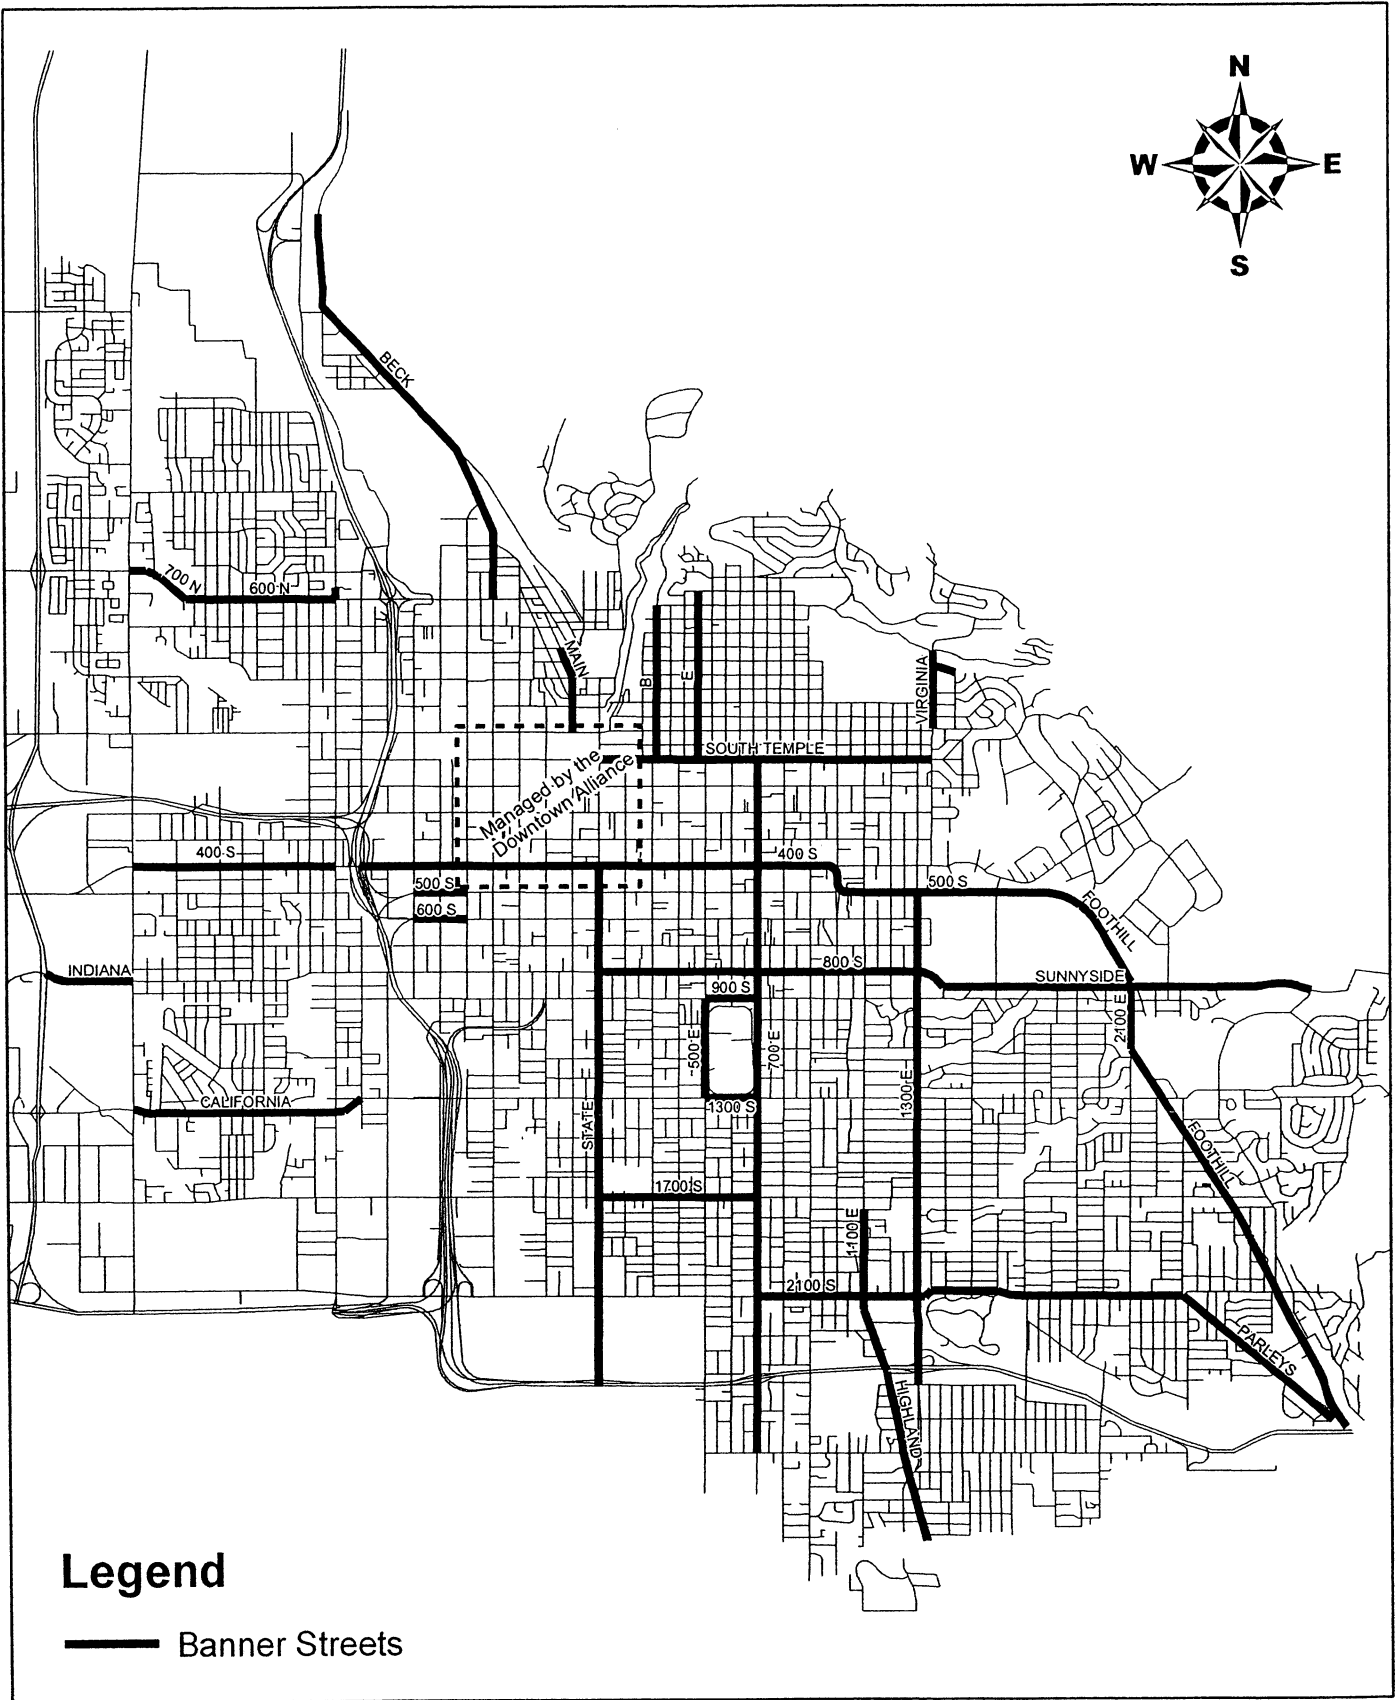 N
W
E
S
BECK
700 N
600 N
MAIN
B
E
VIRGINIA
SOUTH TEMPLE
Managed by the
Downtown Alliance
400 S
400 S
500 S
500 S
600 S
FOOTHILL
INDIANA
800 S
SUNNYSIDE
900 S
2100 E
500 E
700 E
1300 E
CALIFORNIA
1300 S
STATE
FOOTHILL
1700 S
1100 E
2100 S
PARLEYS
HIGHLAND
Legend
Banner Streets